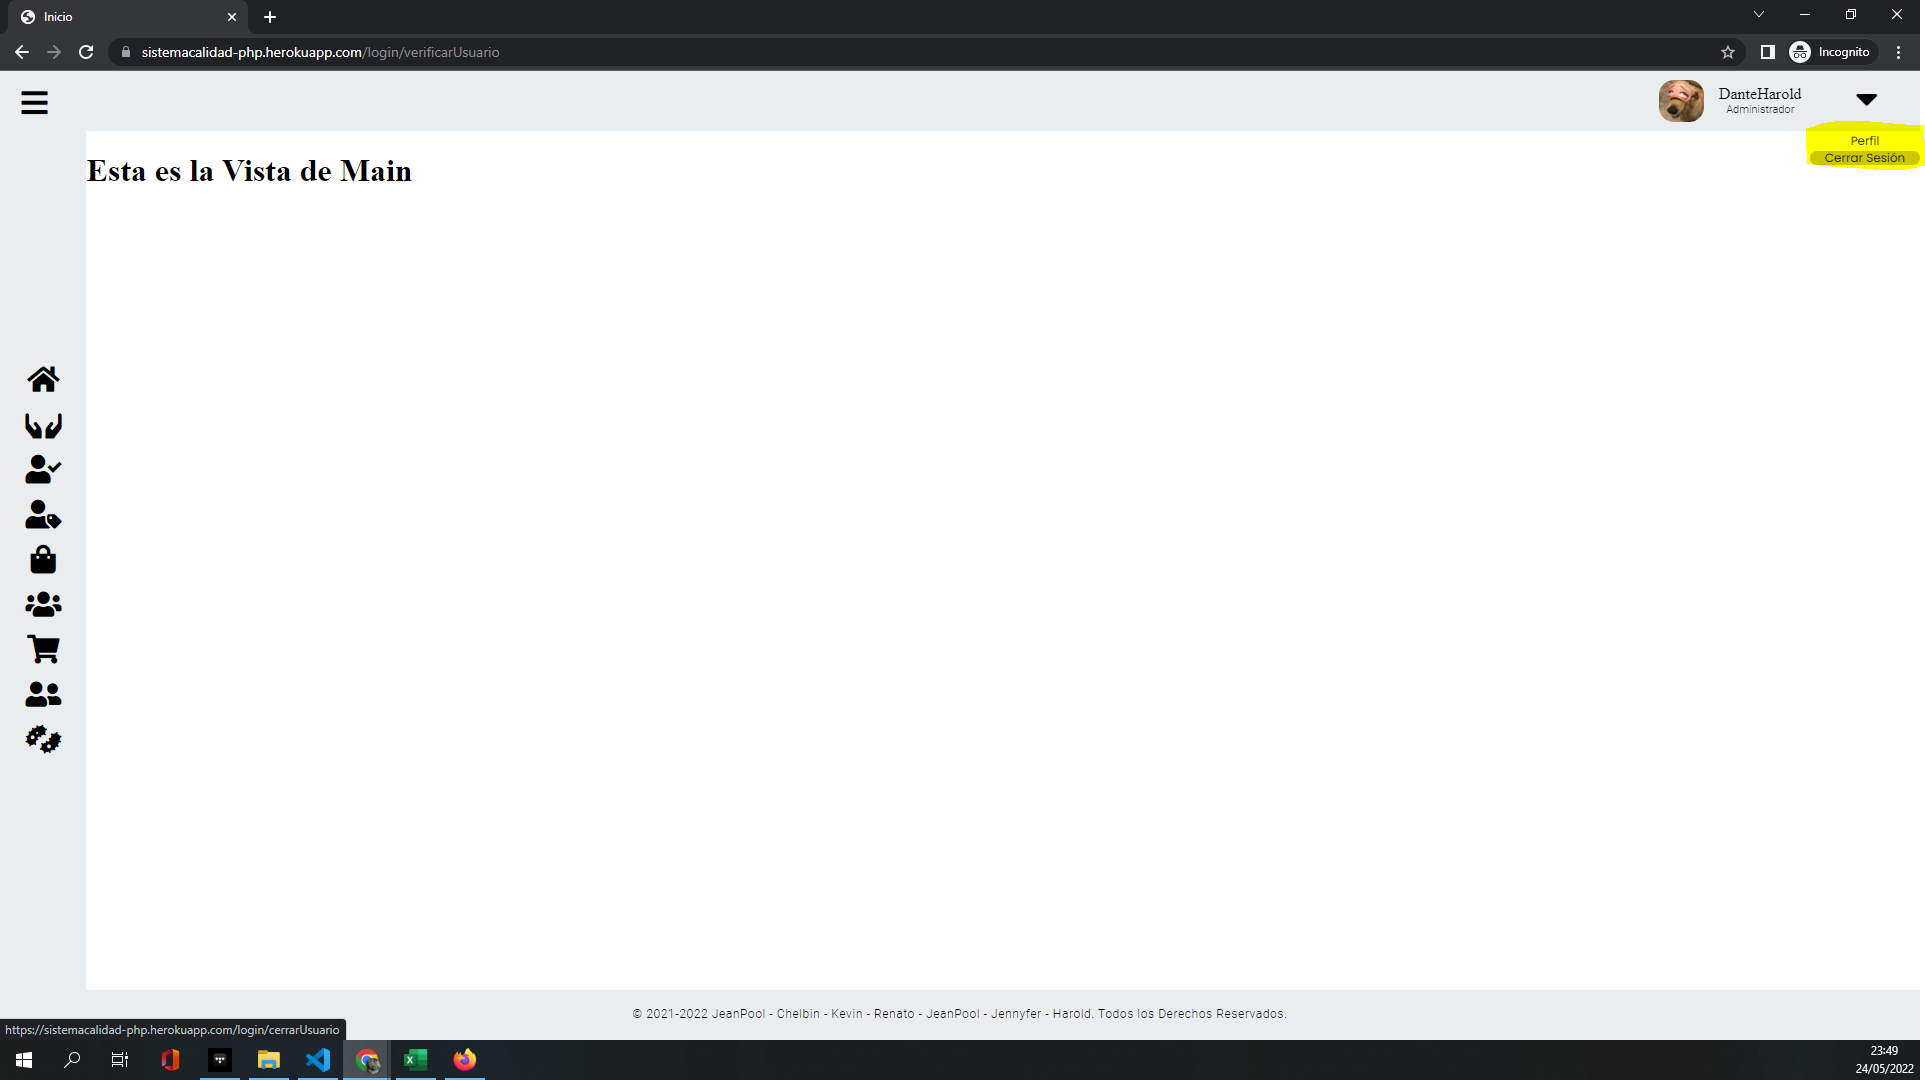 Inicio
sistemacalidad-php.herokuapp.com/login/verificarUsuario
Incognito
DanteHarold
Administrador
Perfil
Cerrar Sesión
Esta es la Vista de Main
© 2021-2022 JeanPool - Chelbin - Kevin - Renato - JeanPool - Jennyfer - Harold. Todos los Derechos Reservados.
https://sistemacalidad-php.herokuapp.com/login/cerrarUsuario
23:49
24/05/2022